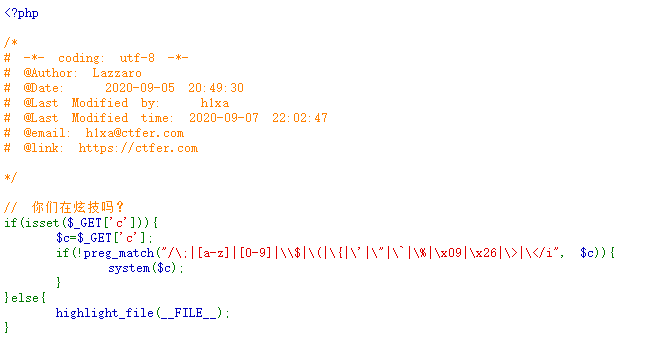 <?php
/*
# -*- coding: utf-8 -*-
# @Author: Lazzaro
# @Date:   2020-09-05 20:49:30
# @Last Modified by:   h1xa
# @Last Modified time: 2020-09-07 22:02:47
# @email: h1xa@ctfer.com
# @link: https://ctfer.com
*/
// 你们在炫技吗?
if(isset($_GET['c'])){
$c=$_GET['c'];
if(!preg_match("/\;|[a-z]|[0-9]|\\$|\(|\{|\'|\"|\`|\%|\x09|\x26|\>|\</i", $c)){
system($c);
}
}else{
highlight_file(__FILE__);
}